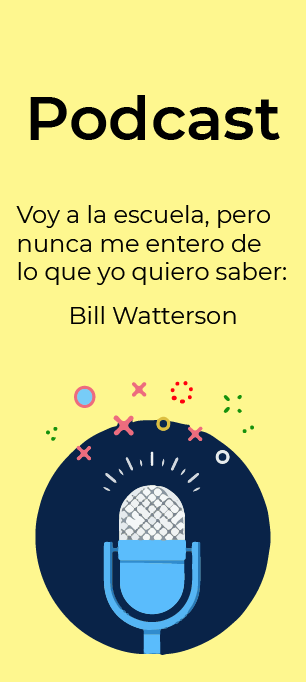 Podcast
Voy a la escuela, pero
nunca me entero de
lo que yo quiero saber:
Bill Watterson